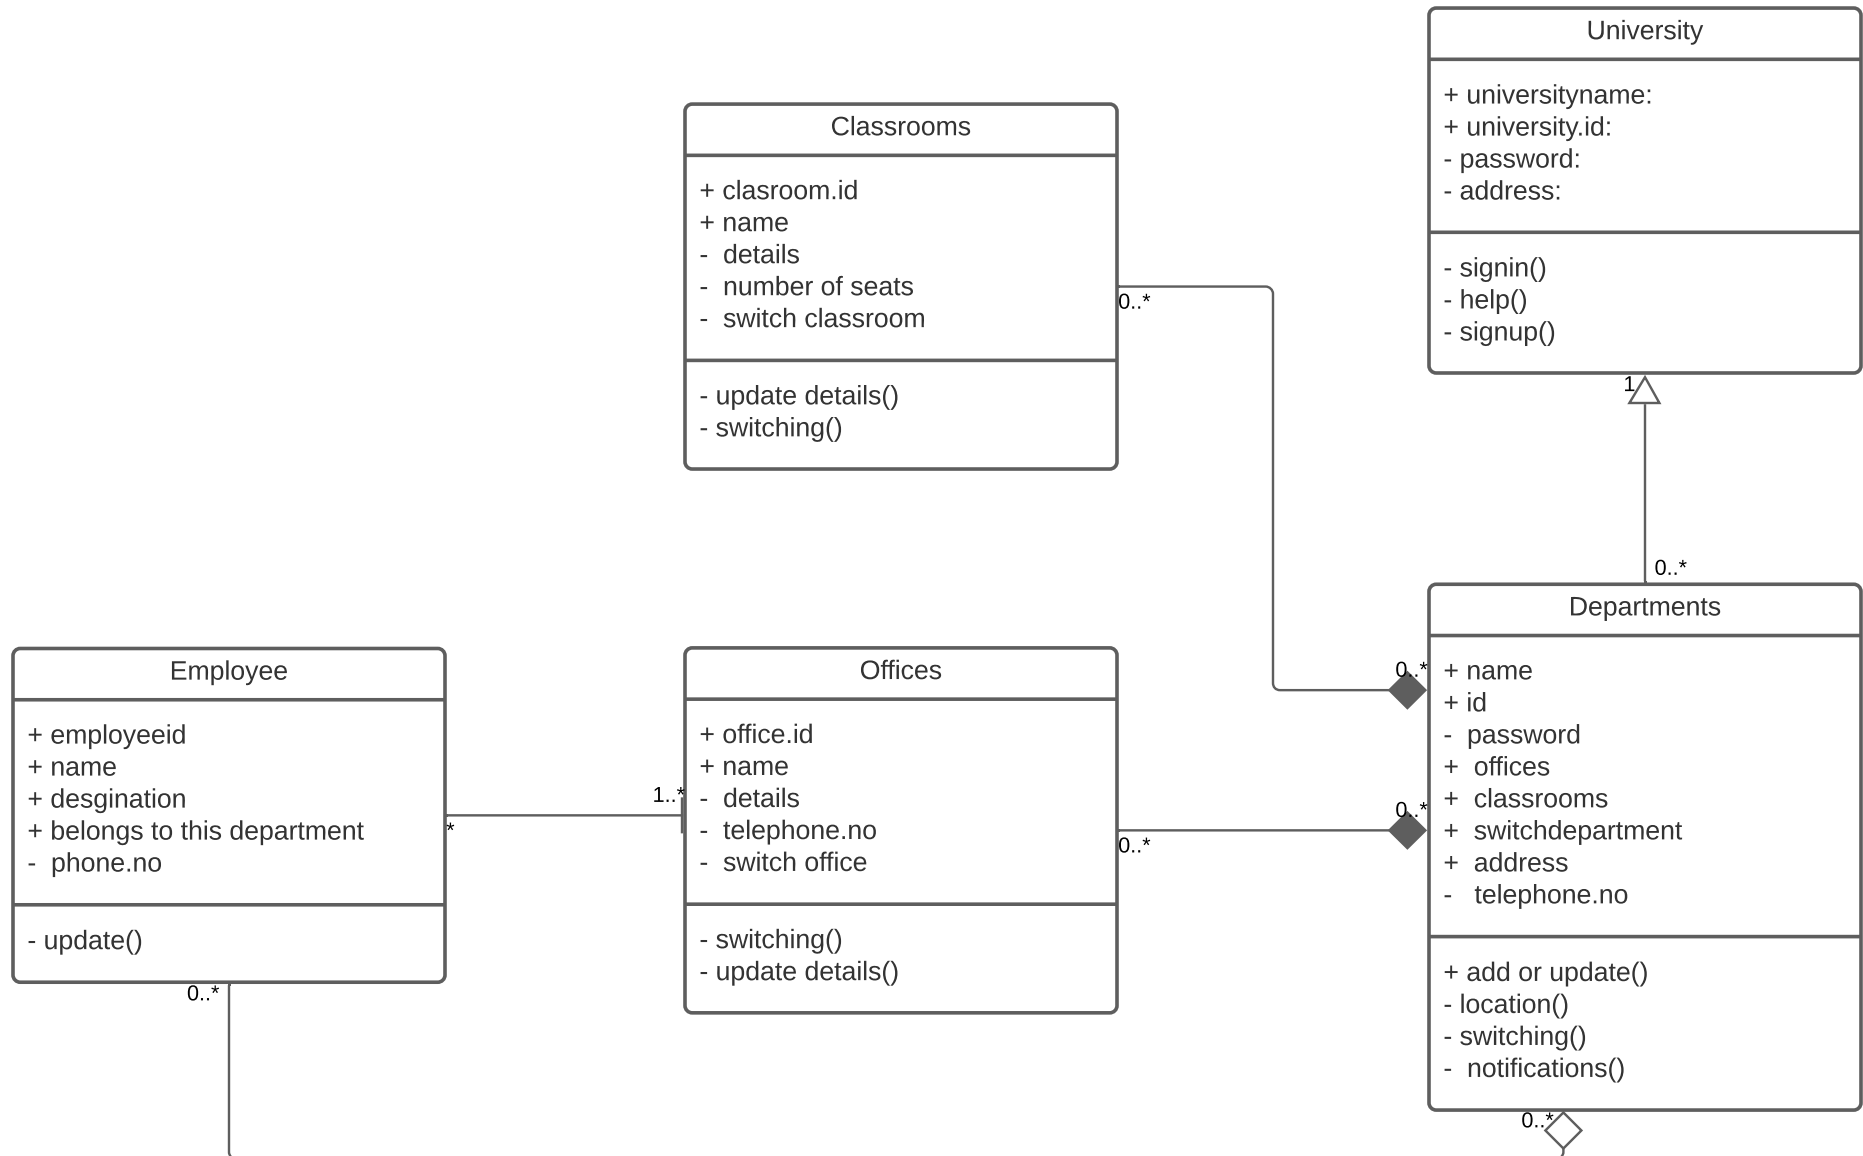 University
+ universityname:
+ university.id:
- password:
- address:
- signin()
- help()
- signup()
1
0..*
Classrooms
+ clasroom.id
+ name
- details
- number of seats
- switch classroom
- update details()
- switching()
0..*
0..*
Employee
+ employeeid
+ name
+ desgination
+ belongs to this department
- phone.no
- update()
*
1..*
0..*
Offices
+ office.id
+ name
- details
- telephone.no
- switch office
- switching()
- update details()
0..*
0..*
Departments
+ name
+ id
- password
+ offices
+ classrooms
+ switchdepartment
+ address
- telephone.no
+ add or update()
- location()
- switching()
- notifications()
0..*